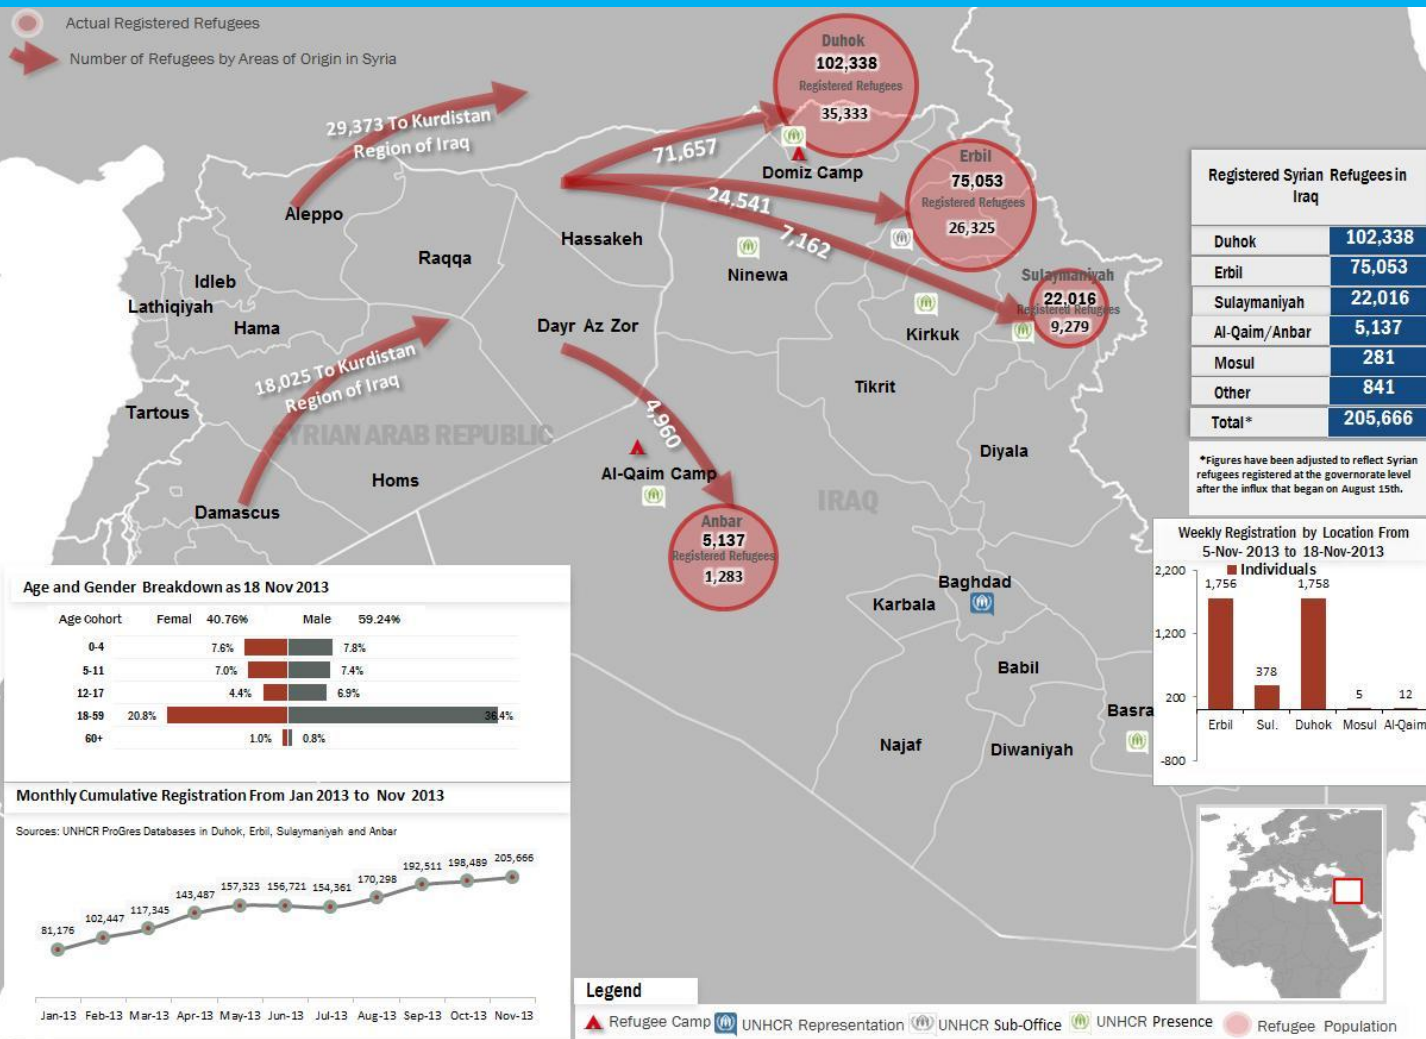 Actual Registered Refugees
Number of Refugees by Areas of Origin in Syria
29,373 To Kurdistan
Region of Iraq
18,025 To Kurdistan
Region of Iraq
71,657
24,541
7,162
4,960
Duhok
102,338
Registered Refugees
35,333
Domiz Camp
Erbil
75,053
Registered Refugees
26,325
Sulaymaniyah
22,016
Registered Refugees
9,279
Anbar
5,137
Registered Refugees
1,283
Aleppo
Raqqa
Hassakeh
Idleb
Lathiqiyah
Hama
Dayr Az Zor
Tartous
SYRIAN ARAB REPUBLIC
Homs
Damascus
Ninewa
Kirkuk
Tikrit
Diyala
Al-Qaim Camp
IRAQ
Baghdad
Karbala
Babil
Basra
Najaf
Diwaniyah
Registered Syrian Refugees in
Iraq
Duhok 102,338
Erbil 75,053
Sulaymaniyah 22,016
Al-Qaim/Anbar 5,137
Mosul 281
Other 841
Total* 205,666
*Figures have been adjusted to reflect Syrian
refugees registered at the governorate level
after the influx that began on August 15th.
Weekly Registration by Location From
5-Nov- 2013 to 18-Nov-2013
Individuals
2,200
1,200
200
-800
1,756 378 1,758 5 12
Erbil Sul. Duhok Mosul Al-Qaim
Age and Gender Breakdown as 18 Nov 2013
Age Cohort Femal 40.76% Male 59.24%
0-4 7.6% 7.8%
5-11 7.0% 7.4%
12-17 4.4% 6.9%
18-59 20.8% 36.4%
60+ 1.0% 0.8%
Monthly Cumulative Registration From Jan 2013 to Nov 2013
Sources: UNHCR ProGres Databases in Duhok, Erbil, Sulaymaniyah and Anbar
81,176 102,447 117,345 143,487 157,323 156,721 154,361 170,298 192,511 198,489 205,666
Jan-13 Feb-13 Mar-13 Apr-13 May-13 Jun-13 Jul-13 Aug-13 Sep-13 Oct-13 Nov-13
Legend
Refugee Camp UNHCR Representation UNHCR Sub-Office UNHCR Presence Refugee Population